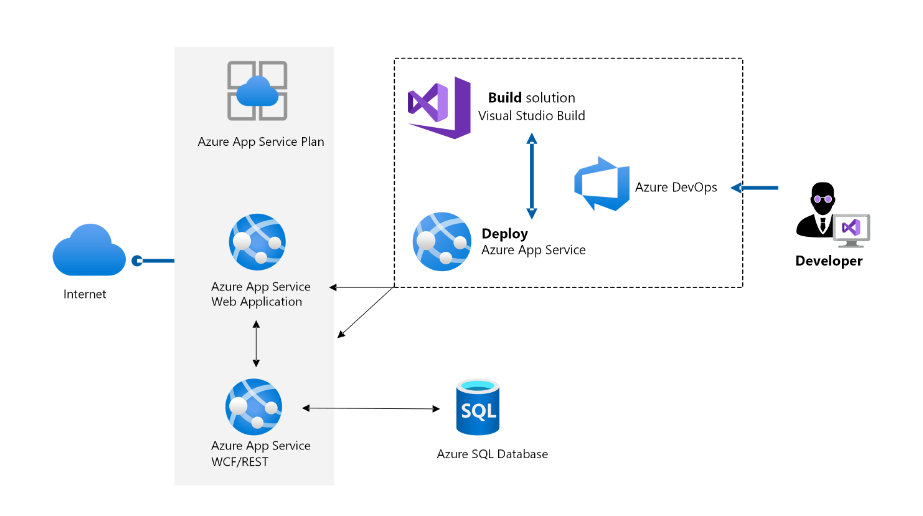 Azure App Service Plan
Build solution
Visual Studio Build
Azure DevOps
Deploy
Azure App Service
Developer
Internet
Azure App Service
Web Application
Azure App Service
WCF/REST
SQL
Azure SQL Database